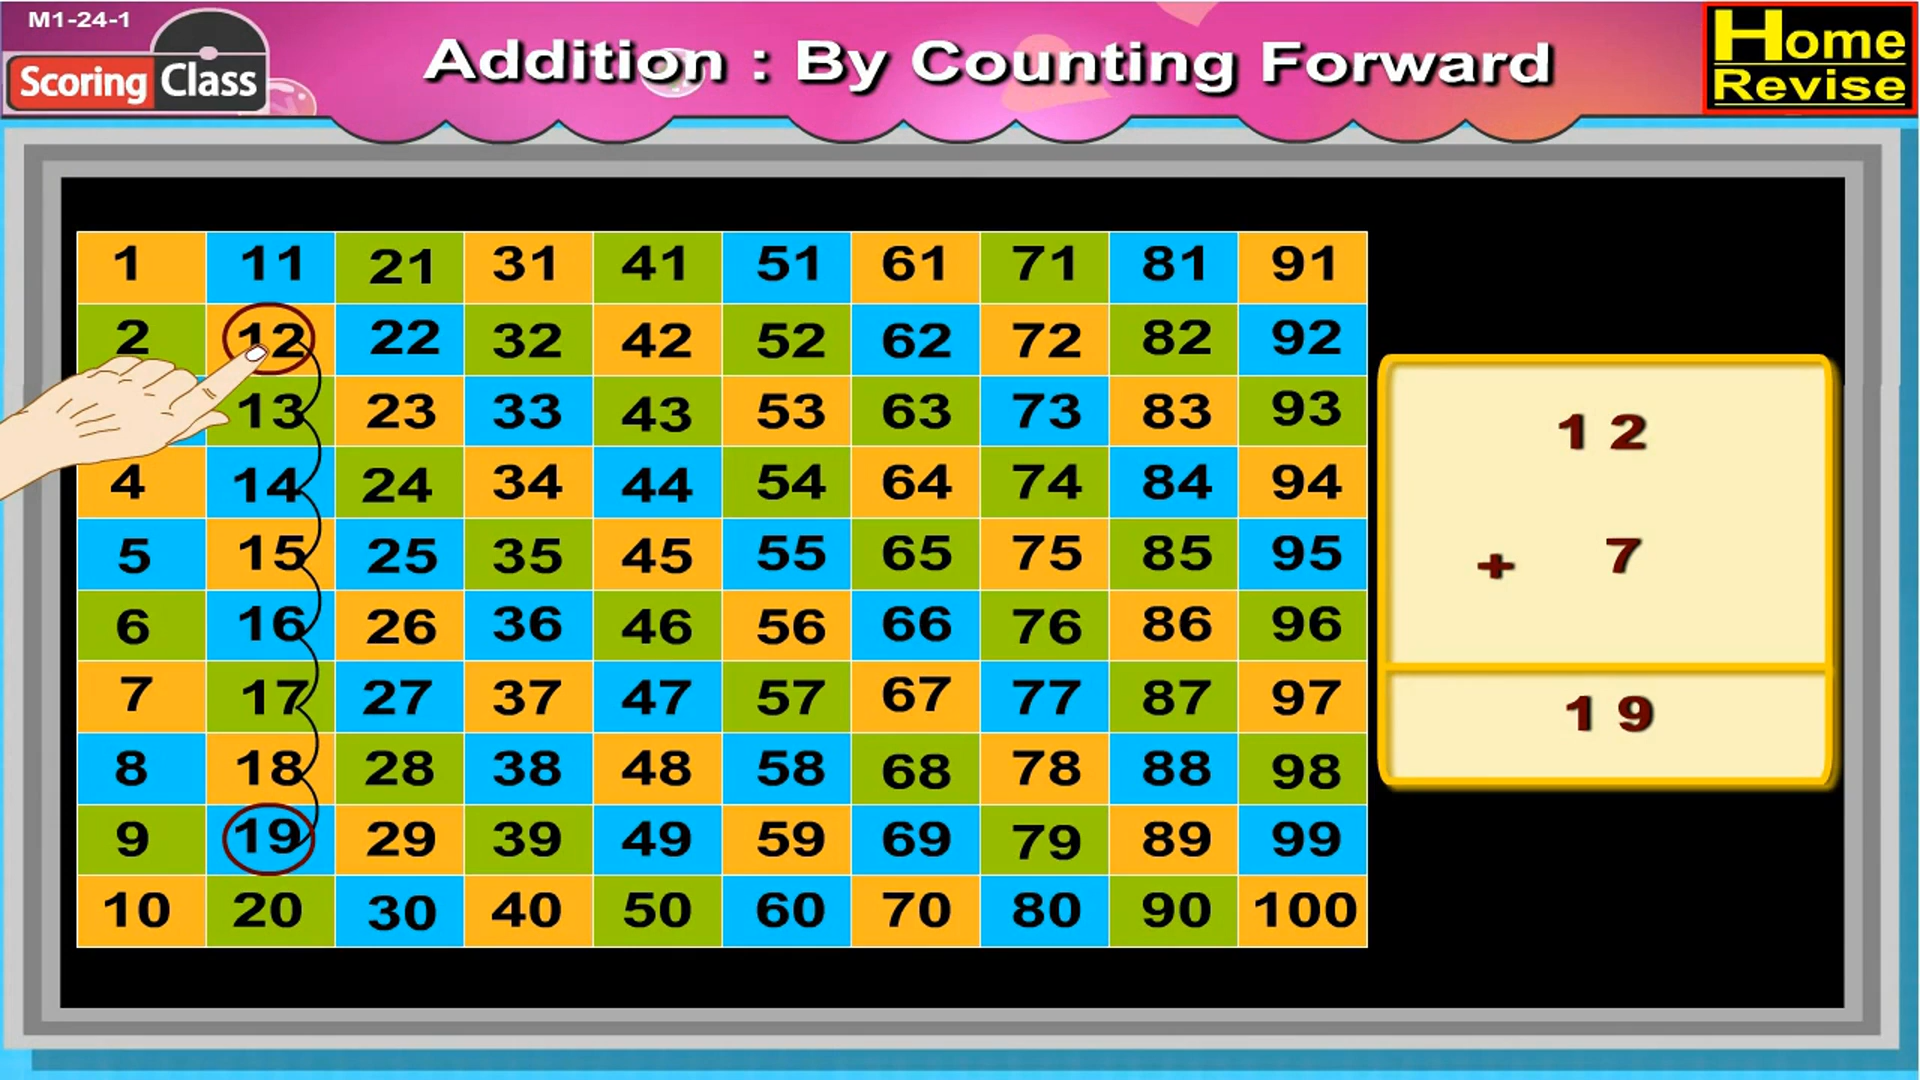 M1-24-1
Scoring Class
Addition : By Counting Forward
Home
Revise
1 11 21 31 41 51 61 71 81 91
2 12 22 32 42 52 62 72 82 92
13 23 33 43 53 63 73 83 93
4 14 24 34 44 54 64 74 84 94
5 15 25 35 45 55 65 75 85 95
6 16 26 36 46 56 66 76 86 96
7 17 27 37 47 57 67 77 87 97
8 18 28 38 48 58 68 78 88 98
9 19 29 39 49 59 69 79 89 99
10 20 30 40 50 60 70 80 90 100
12
+ 7
19